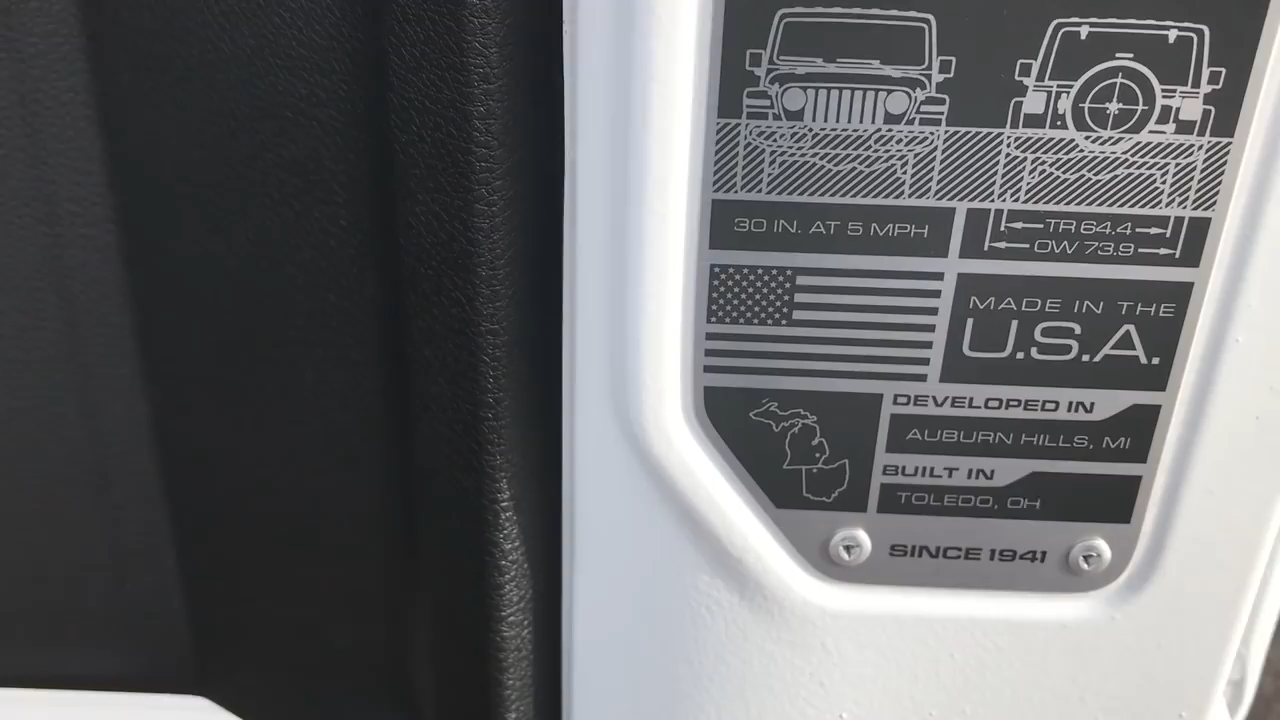 30 IN. AT 5 MPH
TR 64.4
OW 73.9
MADE IN THE
U.S.A.
DEVELOPED IN
AUBURN HILLS, MI
BUILT IN
TOLEDO, OH
SINCE 1941